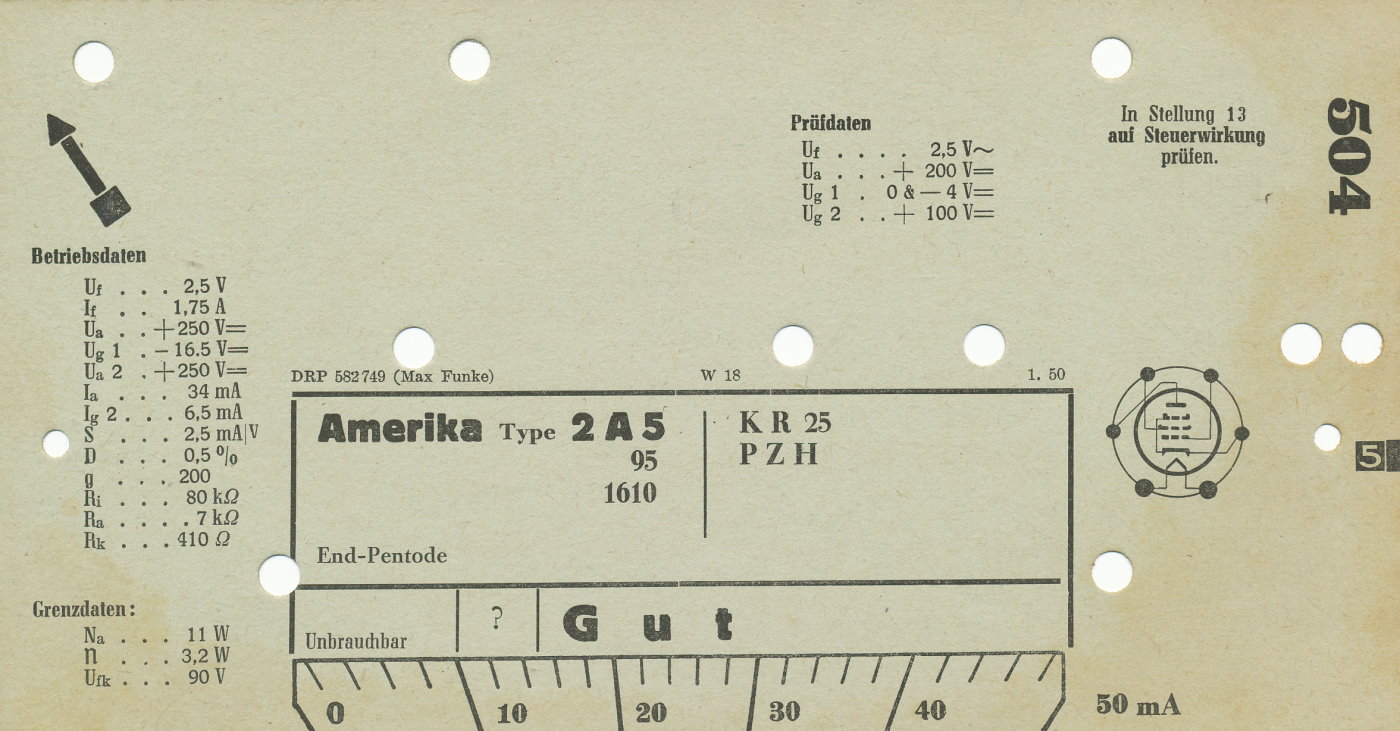 504
In Stellung 13
auf Steuerwirkung
prüfen.
Prüfdaten
Uf . . . . 2,5 V~
Ua . . . + 200 V=
Ug 1 . 0 & — 4 V=
Ug 2 . . + 100 V=
Betriebsdaten
Uf . . . 2,5 V
If . . 1,75 A
Ua . . +250 V=
Ug 1 . – 16.5 V=
Ua 2 . +250 V=
Ia . . . 34 mA
Ig 2 . . . 6,5 mA
S . . . 2,5 mA|V
D . . . 0,5 %
g . . . 200
Ri . . . 80 kΩ
Ra . . . . 7 kΩ
Rk . . . 410 Ω
Grenzdaten:
Na . . . 11 W
η . . . 3,2 W
Ufk . . . 90 V
DRP 582749 (Max Funke) W 18 1. 50
Amerika Type 2 A 5
95
1610
K R 25
P Z H
End-Pentode
Unbrauchbar ? Gut
0 10 20 30 40 50 mA
5